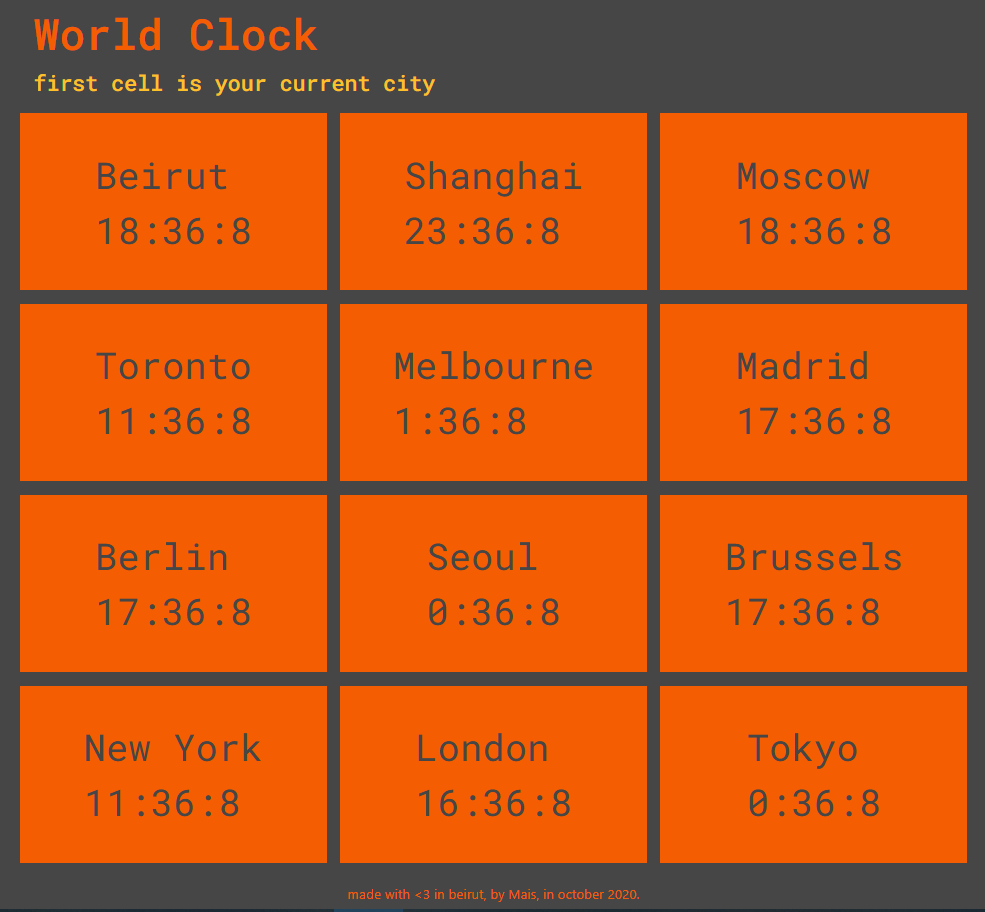 World Clock
first cell is your current city
Beirut
18:36:8
Shanghai
23:36:8
Moscow
18:36:8
Toronto
11:36:8
Melbourne
1:36:8
Madrid
17:36:8
Berlin
17:36:8
Seoul
0:36:8
Brussels
17:36:8
New York
11:36:8
London
16:36:8
Tokyo
0:36:8
made with <3 in beirut, by Mais, in october 2020.